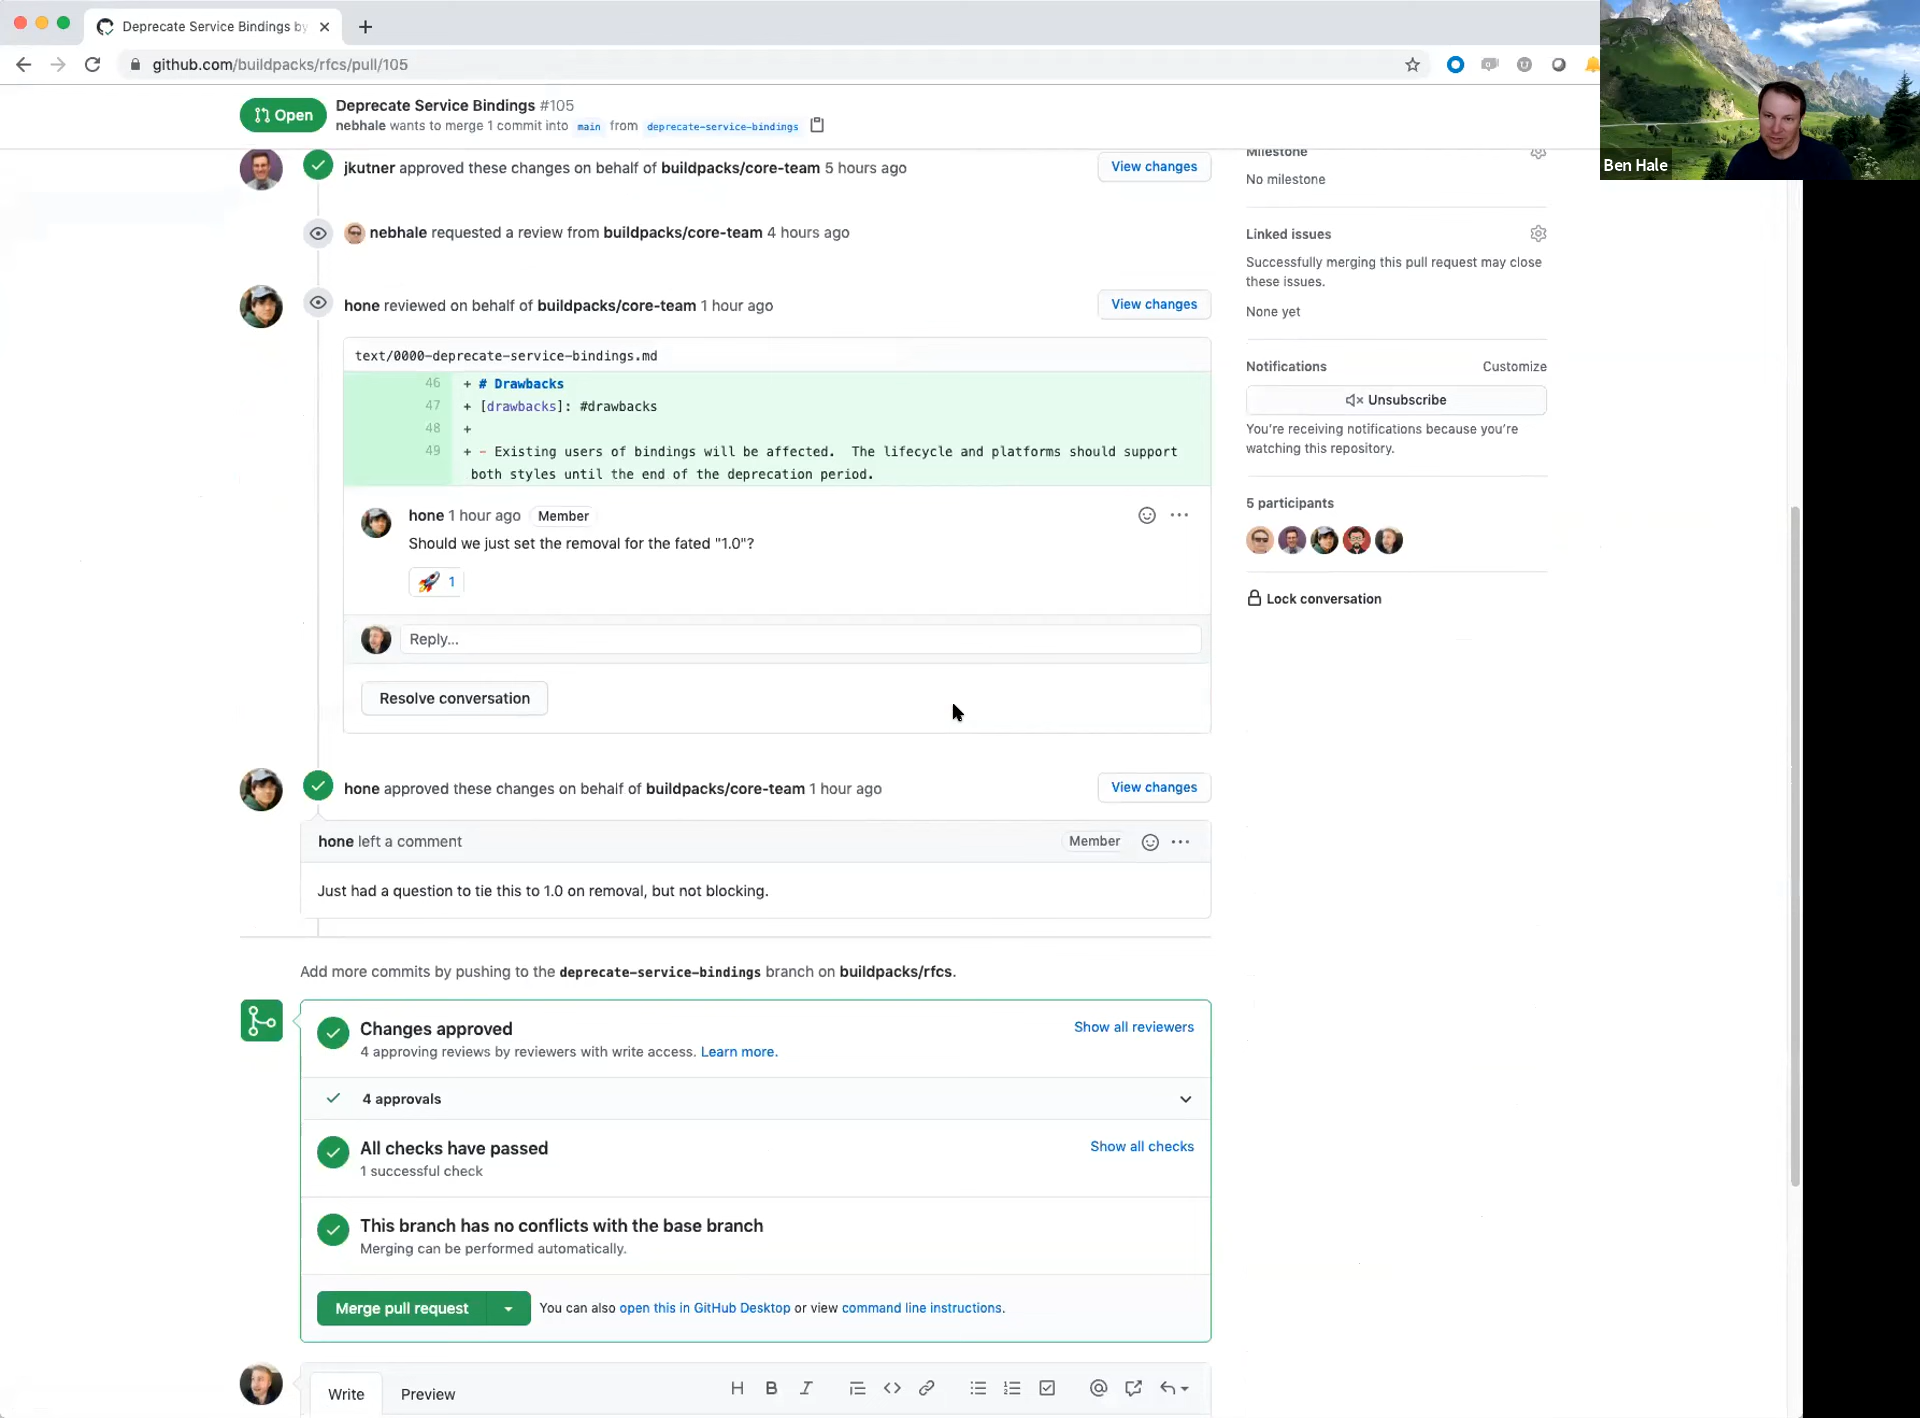 Deprecate Service Bindings by
github.com/buildpacks/rfcs/pull/105
Ben Hale
Open
Deprecate Service Bindings #105
nebhale wants to merge 1 commit into main from deprecate-service-bindings
jkutner approved these changes on behalf of buildpacks/core-team 5 hours ago
View changes
nebhale requested a review from buildpacks/core-team 4 hours ago
hone reviewed on behalf of buildpacks/core-team 1 hour ago
View changes
text/0000-deprecate-service-bindings.md
46 + # Drawbacks
47 + [drawbacks]: #drawbacks
48 +
49 + - Existing users of bindings will be affected.  The lifecycle and platforms should support
both styles until the end of the deprecation period.
hone 1 hour ago Member
Should we just set the removal for the fated "1.0"?
🚀 1
Reply...
Resolve conversation
hone approved these changes on behalf of buildpacks/core-team 1 hour ago
View changes
hone left a comment
Member
Just had a question to tie this to 1.0 on removal, but not blocking.
Add more commits by pushing to the deprecate-service-bindings branch on buildpacks/rfcs.
Changes approved
Show all reviewers
4 approving reviews by reviewers with write access. Learn more.
4 approvals
All checks have passed
Show all checks
1 successful check
This branch has no conflicts with the base branch
Merging can be performed automatically.
Merge pull request
You can also open this in GitHub Desktop or view command line instructions.
Write Preview
Milestone
No milestone
Linked issues
Successfully merging this pull request may close
these issues.
None yet
Notifications
Customize
Unsubscribe
You're receiving notifications because you're
watching this repository.
5 participants
Lock conversation